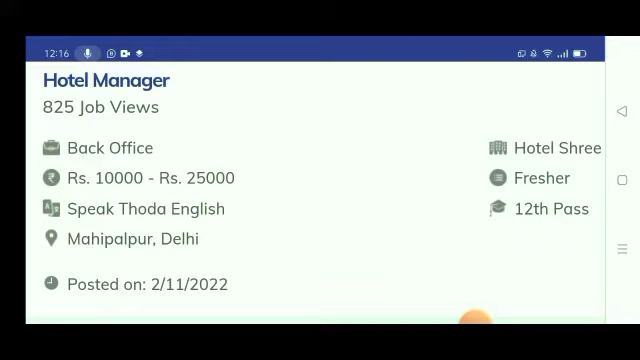 12:16
Hotel Manager
825 Job Views
Back Office
Hotel Shree
Rs. 10000 - Rs. 25000
Fresher
Speak Thoda English
12th Pass
Mahipalpur, Delhi
Posted on: 2/11/2022